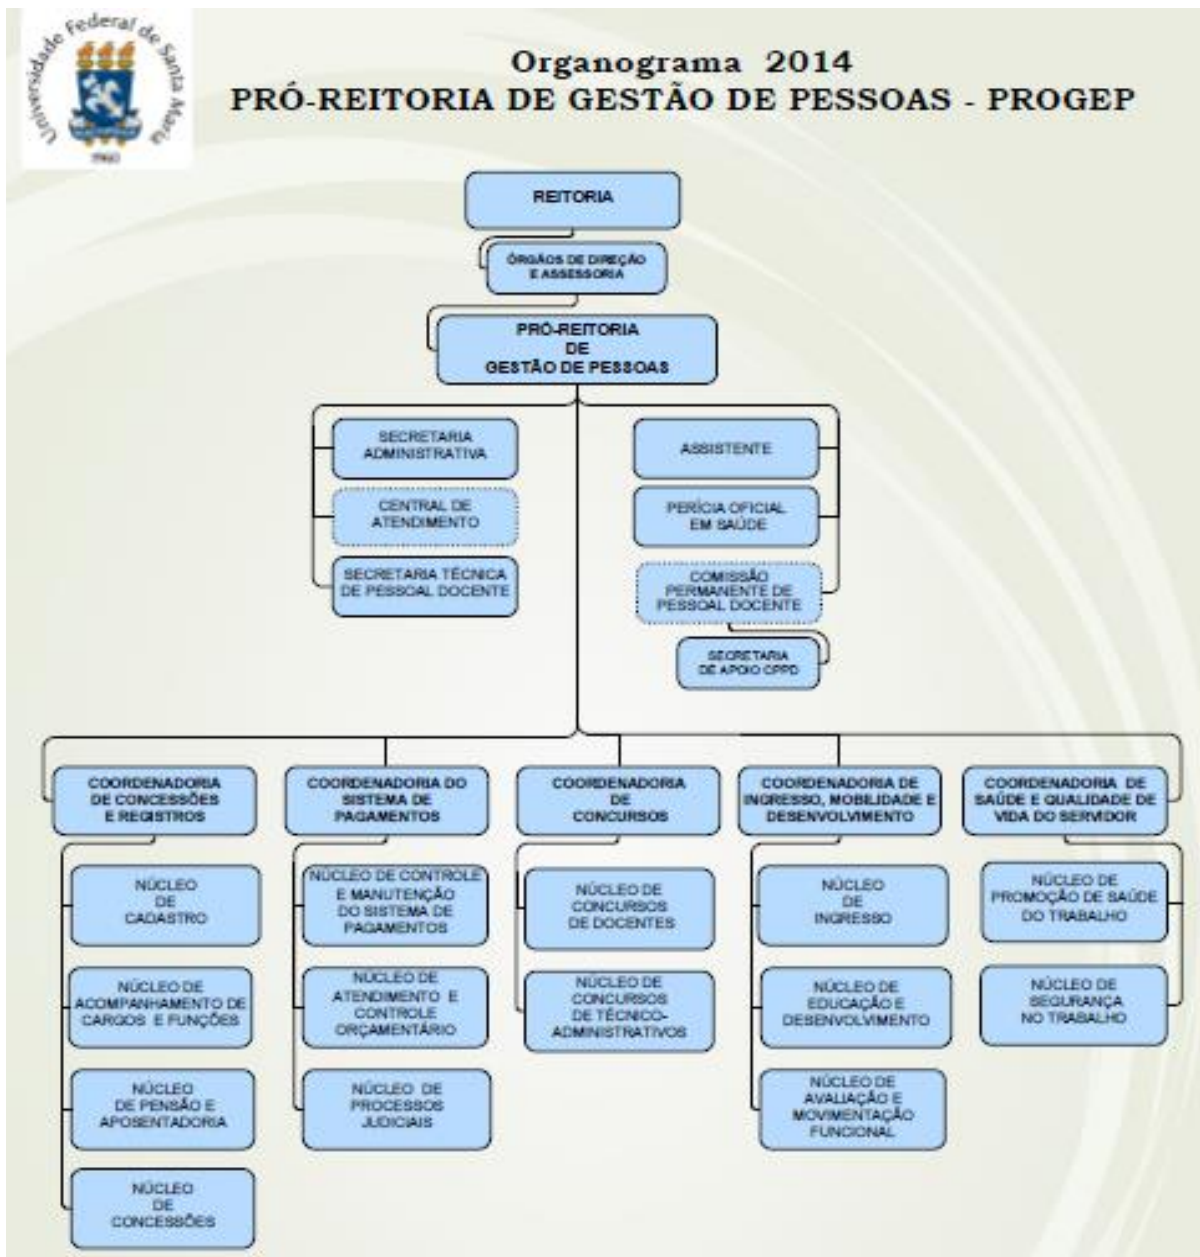 Universidade Federal de Santa Maria
1960
Organograma 2014
PRÓ-REITORIA DE GESTÃO DE PESSOAS - PROGEP
REITORIA
ÓRGÃOS DE DIREÇÃO
E ASSESSORIA
PRÓ-REITORIA
DE
GESTÃO DE PESSOAS
SECRETARIA
ADMINISTRATIVA
CENTRAL DE
ATENDIMENTO
SECRETARIA TÉCNICA
DE PESSOAL DOCENTE
ASSISTENTE
PERÍCIA OFICIAL
EM SAÚDE
COMISSÃO
PERMANENTE DE
PESSOAL DOCENTE
SECRETARIA
DE APOIO CPPD
COORDENADORIA
DE CONCESSÕES
E REGISTROS
NÚCLEO
DE
CADASTRO
NÚCLEO DE
ACOMPANHAMENTO DE
CARGOS E FUNÇÕES
NÚCLEO
DE PENSÃO E
APOSENTADORIA
NÚCLEO
DE
CONCESSÕES
COORDENADORIA DO
SISTEMA DE
PAGAMENTOS
NÚCLEO DE CONTROLE
E MANUTENÇÃO
DO SISTEMA DE
PAGAMENTOS
NÚCLEO DE
ATENDIMENTO E
CONTROLE
ORÇAMENTÁRIO
NÚCLEO DE
PROCESSOS
JUDICIAIS
COORDENADORIA
DE
CONCURSOS
NÚCLEO DE
CONCURSOS
DE DOCENTES
NÚCLEO DE
CONCURSOS
DE TÉCNICO-
ADMINISTRATIVOS
COORDENADORIA DE
INGRESSO, MOBILIDADE E
DESENVOLVIMENTO
NÚCLEO
DE
INGRESSO
NÚCLEO DE
EDUCAÇÃO E
DESENVOLVIMENTO
NÚCLEO DE
AVALIAÇÃO E
MOVIMENTAÇÃO
FUNCIONAL
COORDENADORIA DE
SAÚDE E QUALIDADE DE
VIDA DO SERVIDOR
NÚCLEO DE
PROMOÇÃO DE SAÚDE
DO TRABALHO
NÚCLEO DE
SEGURANÇA
NO TRABALHO